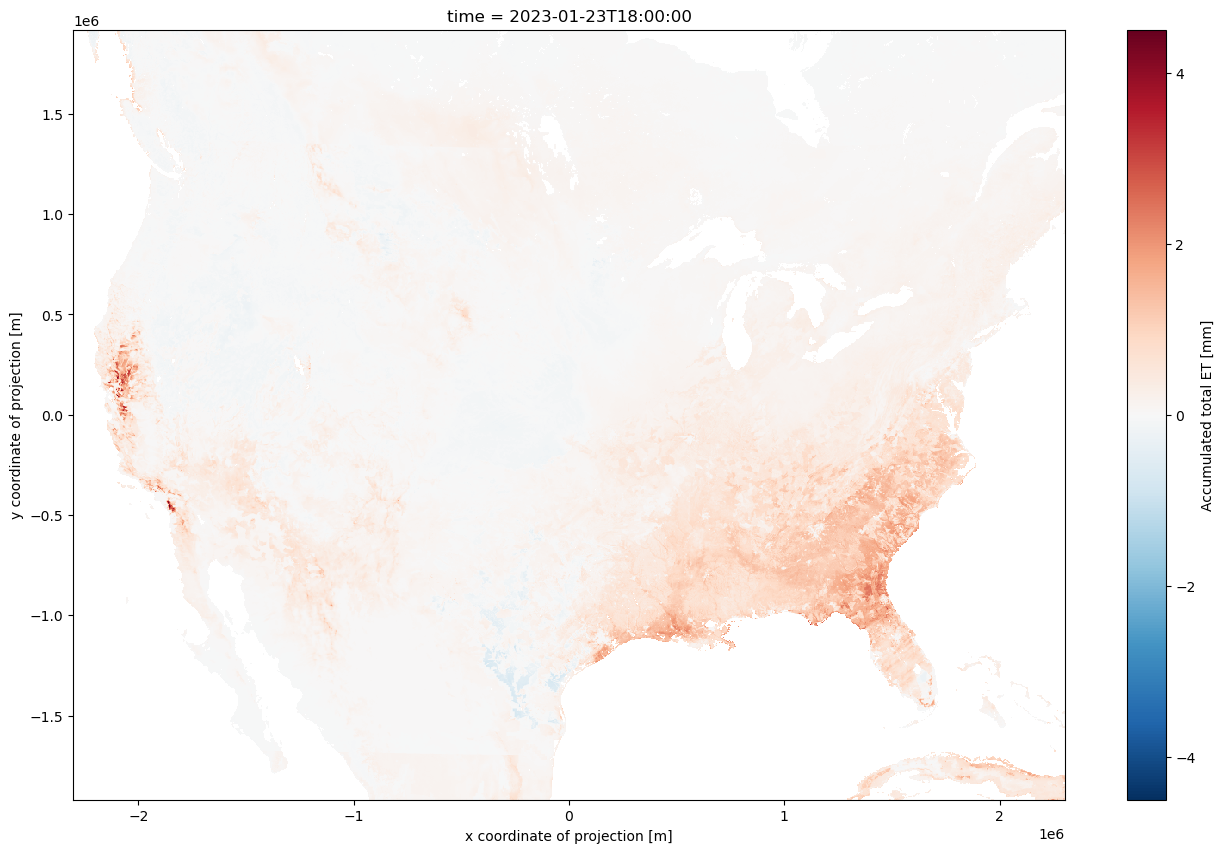 time = 2023-01-23T18:00:00
1e6
1.5
1.0
0.5
0.0
−0.5
−1.0
−1.5
y coordinate of projection [m]
−2
−1
0
1
2
1e6
x coordinate of projection [m]
4
2
0
−2
−4
Accumulated total ET [mm]